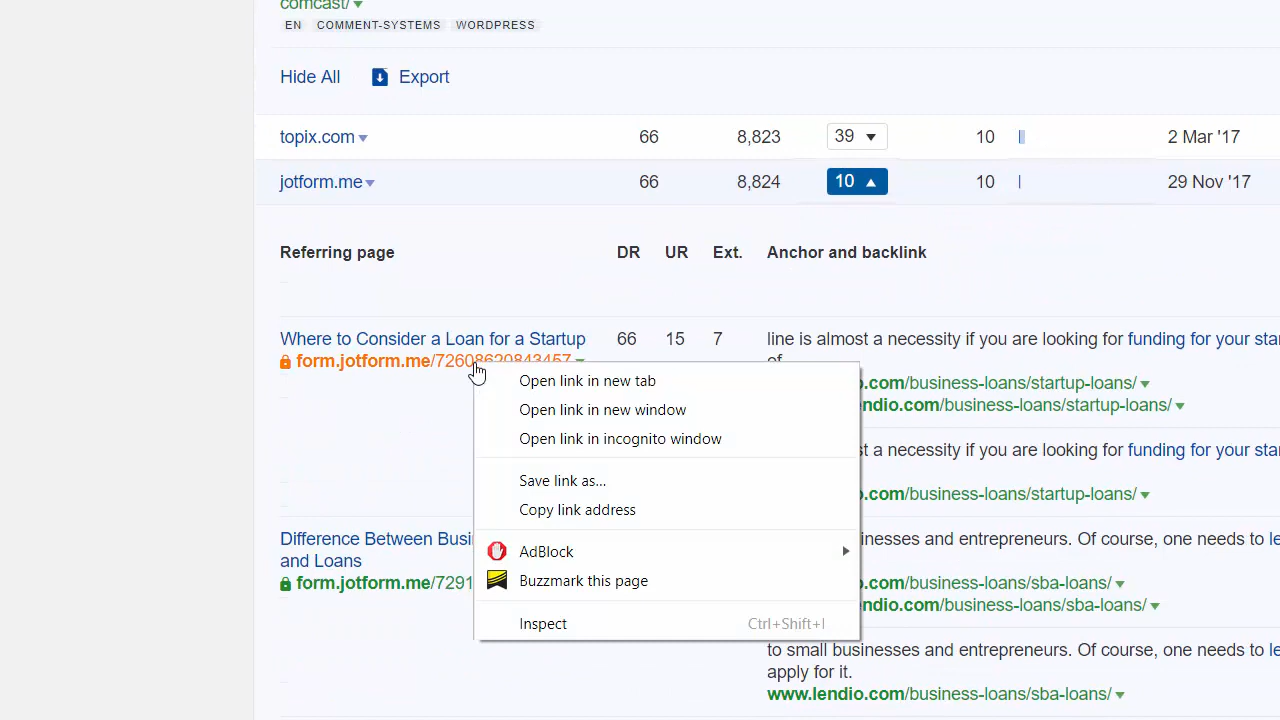 comcast/
EN COMMENT-SYSTEMS WORDPRESS
Hide All Export
topix.com 66 8,823 39 10 2 Mar '17
jotform.me 66 8,824 10 10 29 Nov '17
Referring page DR UR Ext. Anchor and backlink
Where to Consider a Loan for a Startup 66 15 7 line is almost a necessity if you are looking for funding for your
form.jotform.me/72608620843457 of
Open link in new tab
.com/business-loans/startup-loans/
Open link in new window
ndio.com/business-loans/startup-loans/
Open link in incognito window
t a necessity if you are looking for funding for your
Save link as...
.com/business-loans/startup-loans/
Copy link address
Difference Between
inesses and entrepreneurs. Of course, one needs to
and Loans
AdBlock
form.jotform.me/7291
Buzzmark this page
.com/business-loans/sba-loans/
ndio.com/business-loans/sba-loans/
Inspect Ctrl+Shift+I
to small businesses and entrepreneurs. Of course, one needs to
apply for it.
www.lendio.com/business-loans/sba-loans/